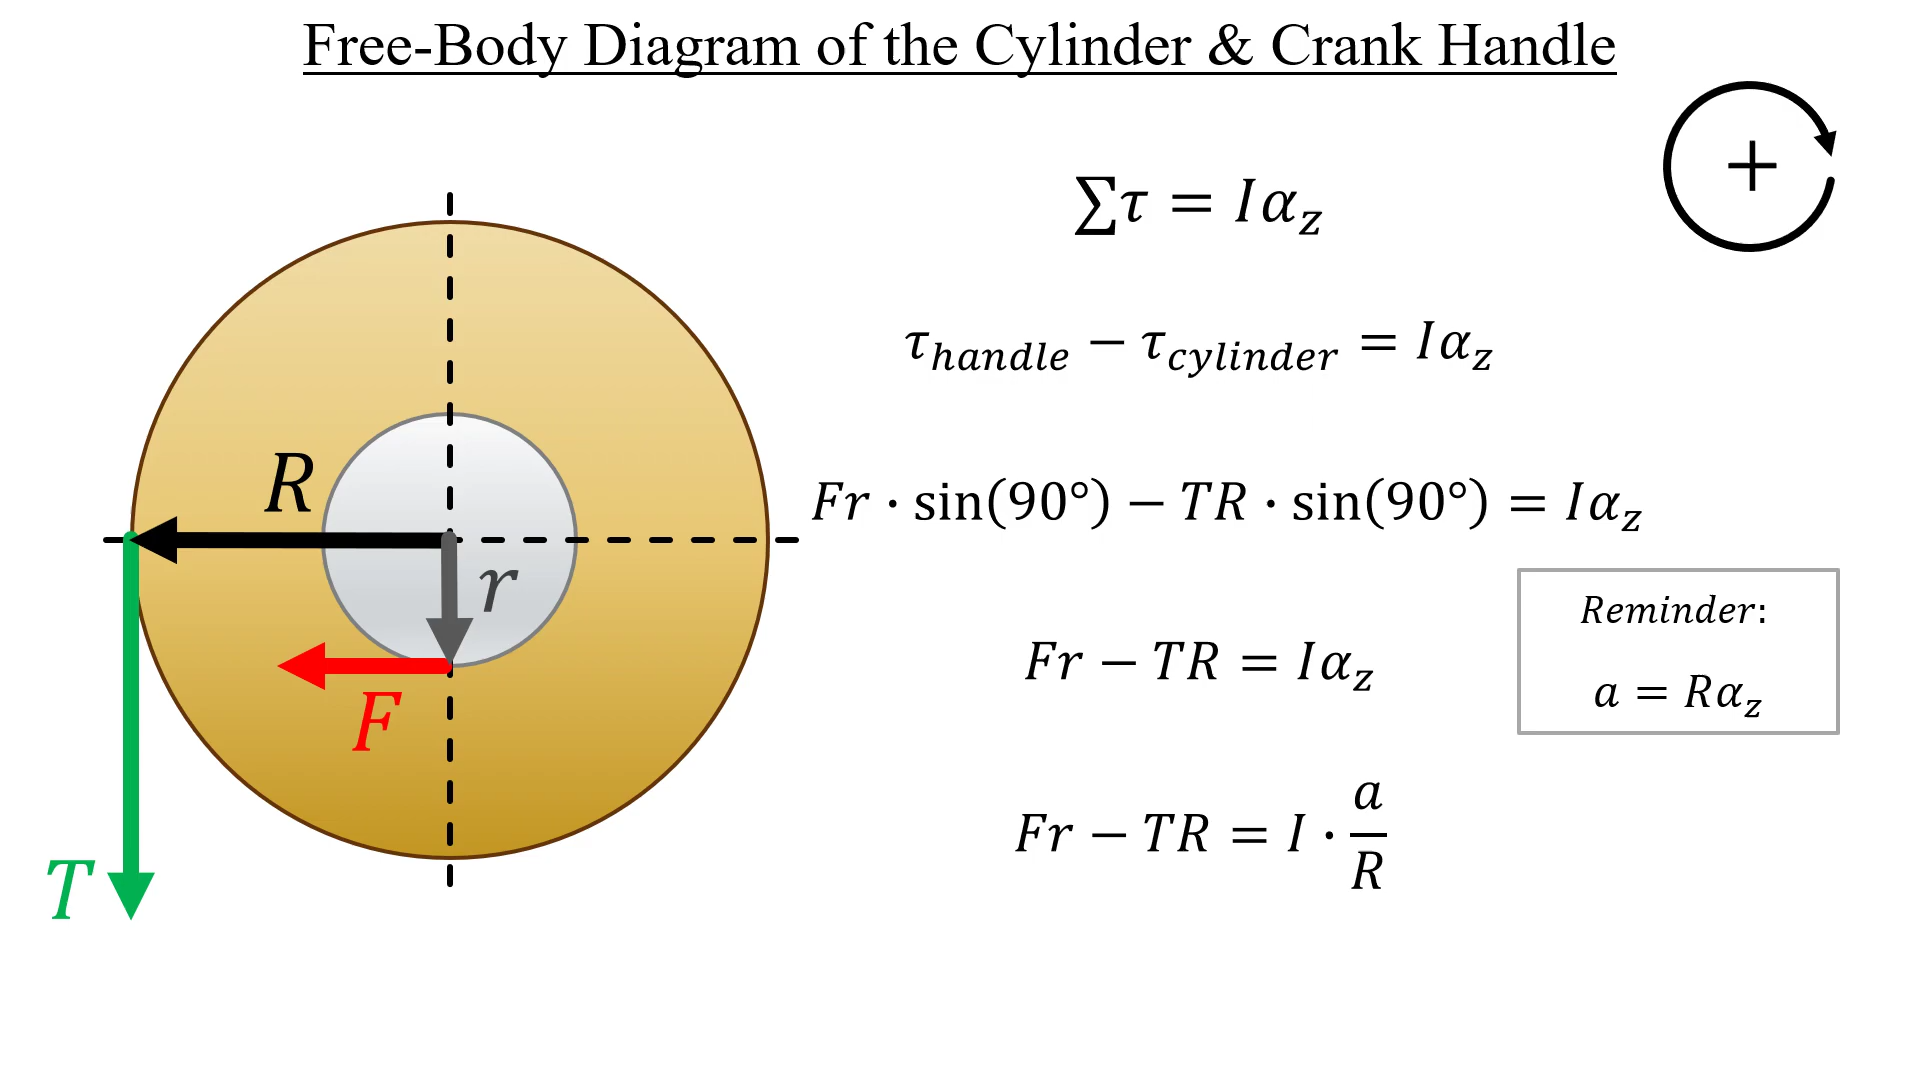 Free-Body Diagram of the Cylinder & Crank Handle
+
∑τ = Iα_z
τ_handle − τ_cylinder = Iα_z
R
Fr · sin(90°) − TR · sin(90°) = Iα_z
r
Reminder:
Fr − TR = Iα_z
a = Rα_z
F
Fr − TR = I · a/R
T